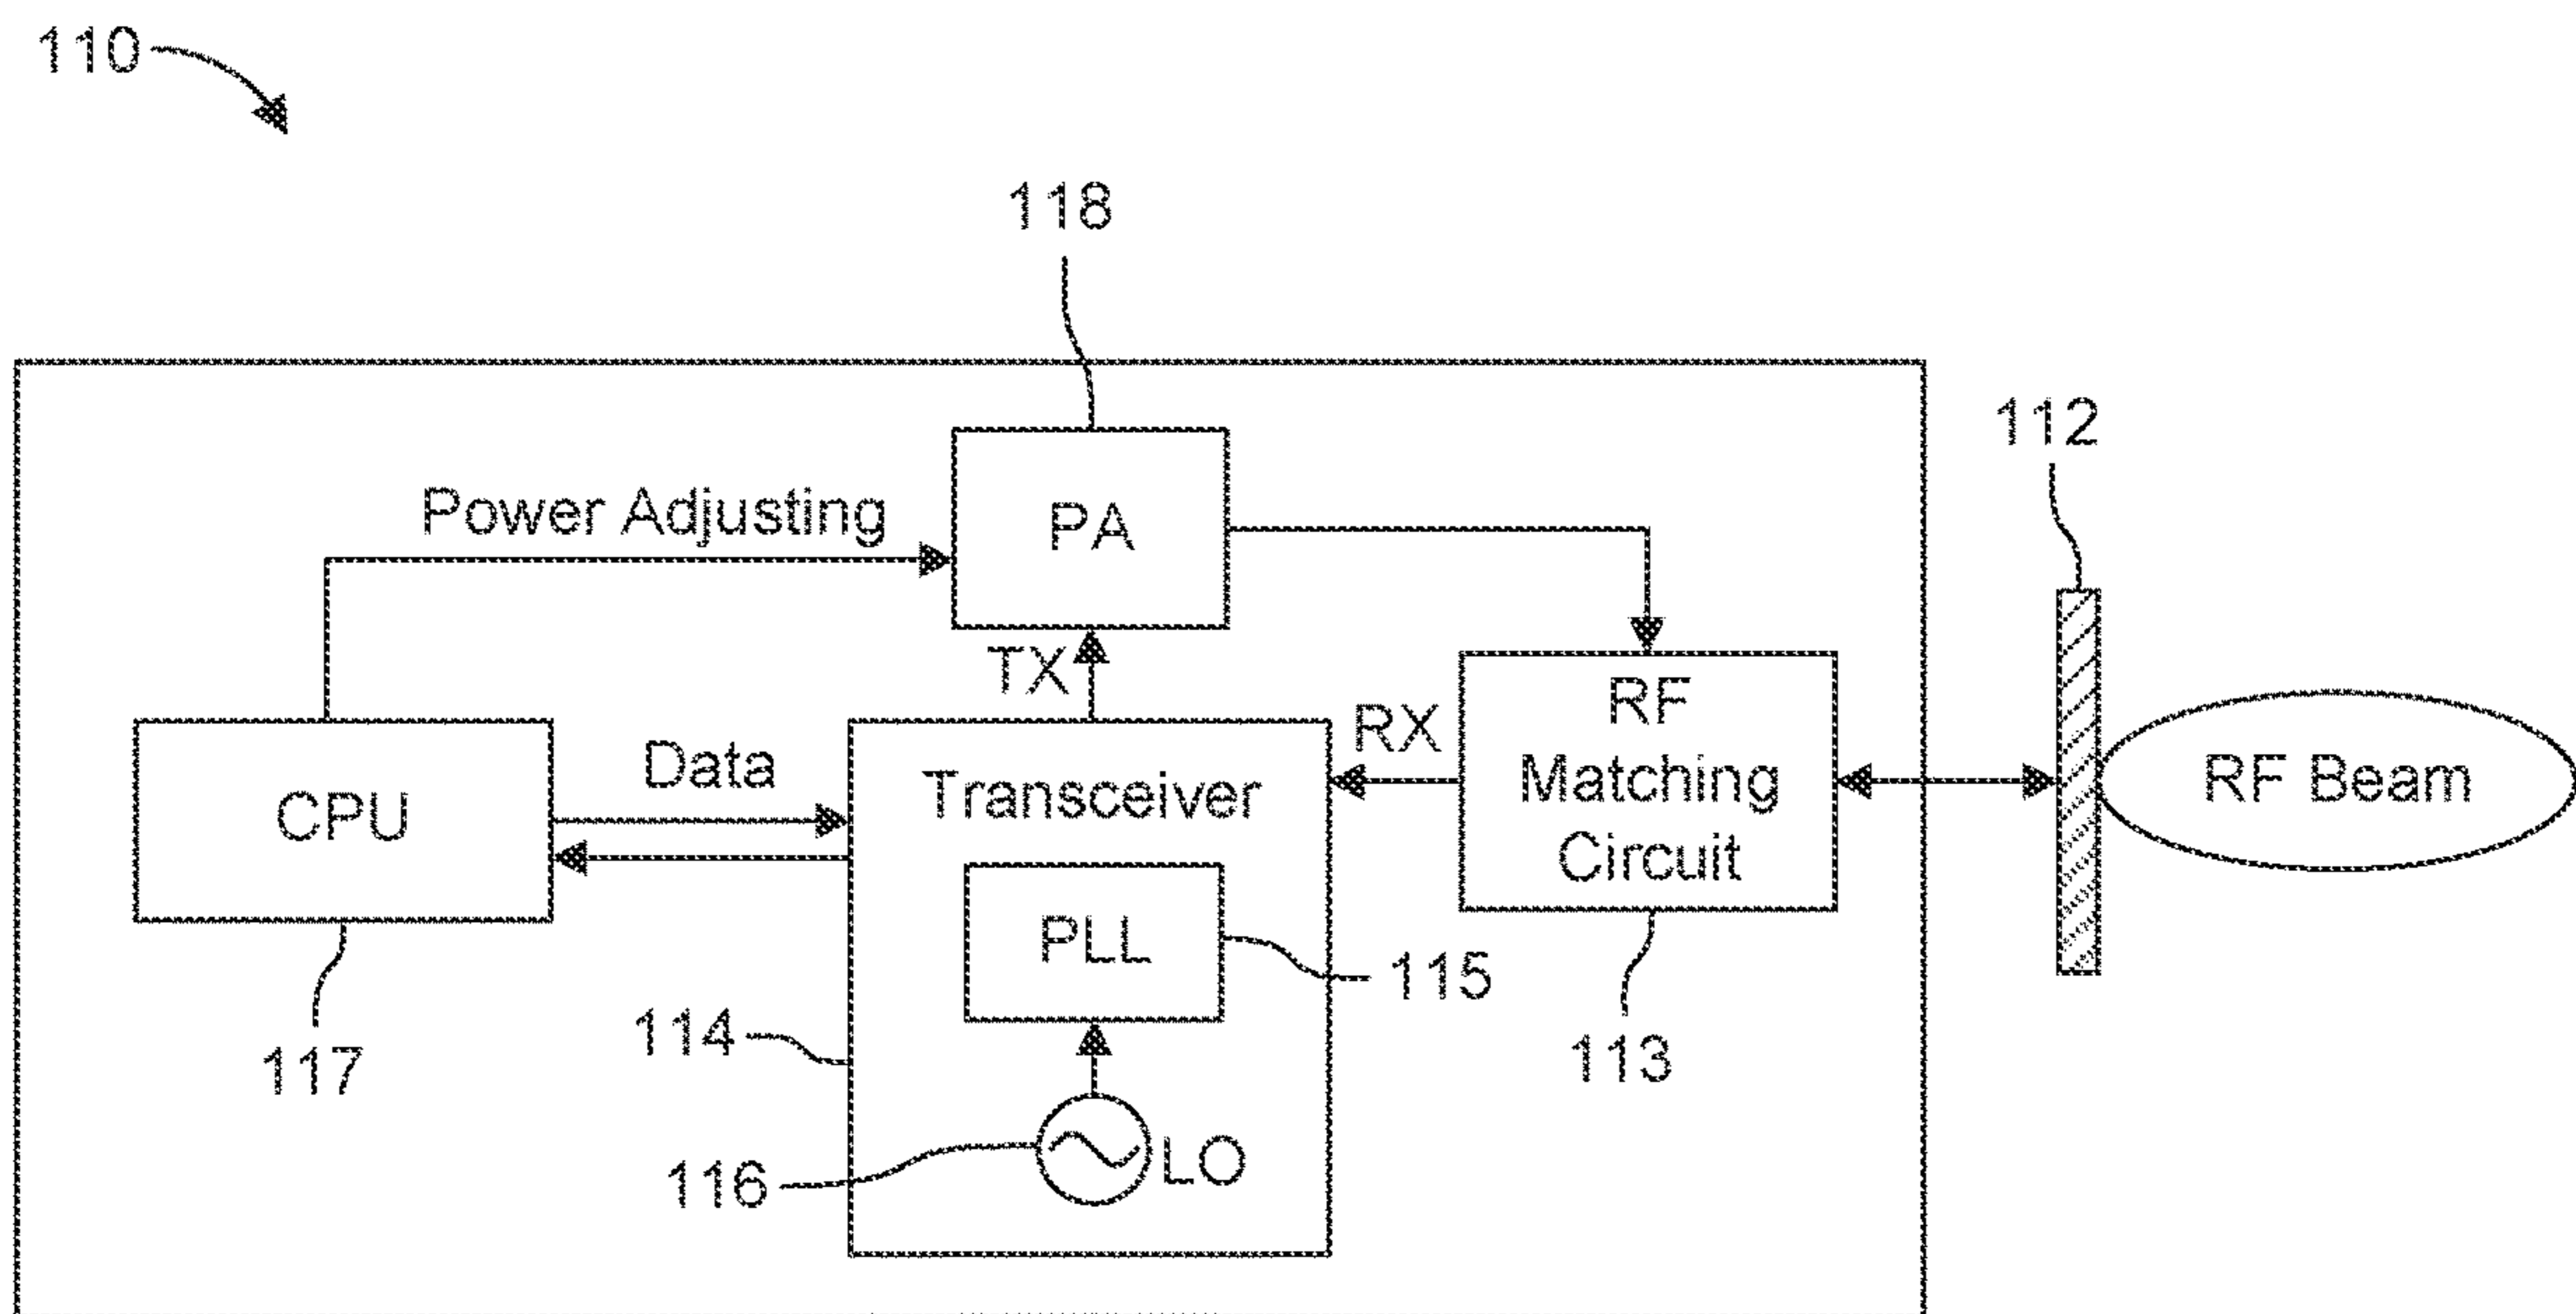 110
118
112
Power Adjusting
PA
TX
RX
RF
Matching
Circuit
Data
CPU
Transceiver
RF Beam
PLL
115
114
117
113
116
LO